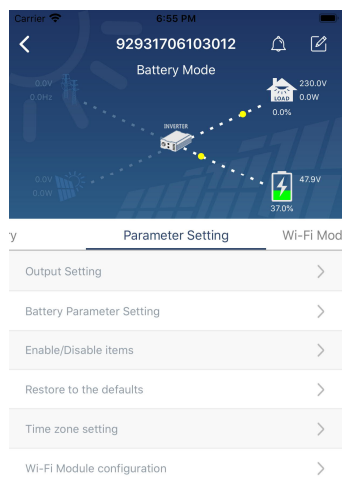 Carrier 6:55 PM
92931706103012
Battery Mode
0.0V
0.0Hz
230.0V
LOAD 0.0W
0.0%
INVERTER
0.0V
0.0W
47.9V
37.0%
y Parameter Setting Wi-Fi Mod
Output Setting
Battery Parameter Setting
Enable/Disable items
Restore to the defaults
Time zone setting
Wi-Fi Module configuration